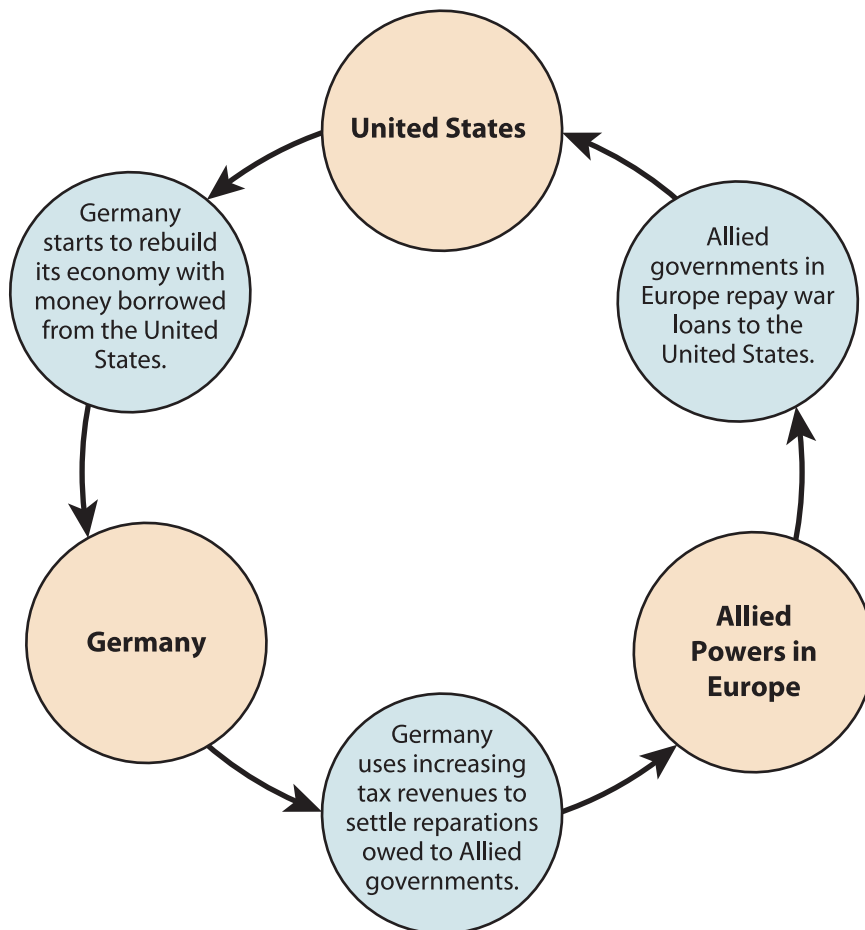 United States
Germany
starts to rebuild
its economy with
money borrowed
from the United
States.
Germany
Germany
uses increasing
tax revenues to
settle reparations
owed to Allied
governments.
Allied
Powers in
Europe
Allied
governments in
Europe repay war
loans to the
United States.